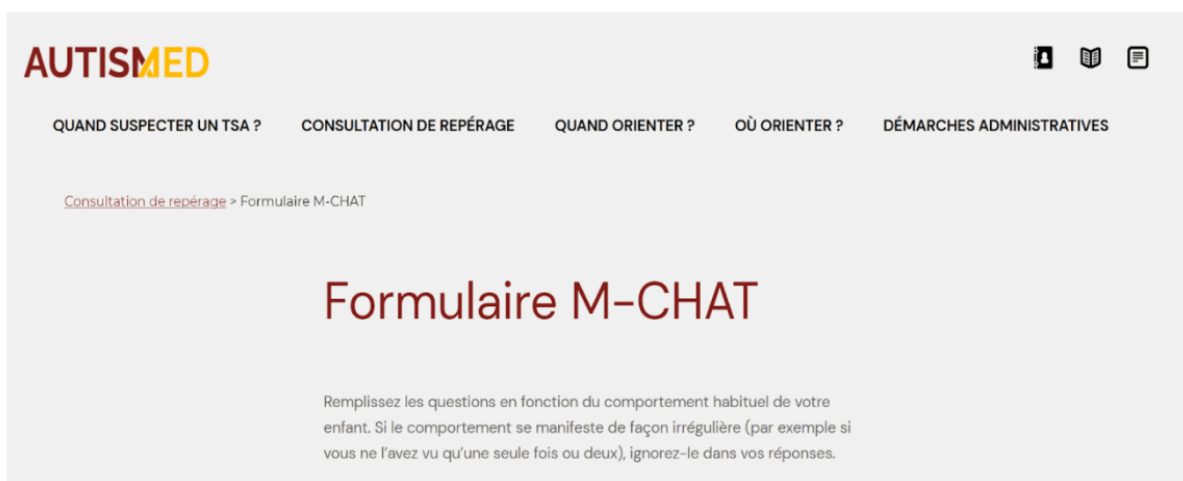 AUTISMED
QUAND SUSPECTER UN TSA ? CONSULTATION DE REPÉRAGE QUAND ORIENTER ? OÙ ORIENTER ? DÉMARCHES ADMINISTRATIVES
Consultation de repérage > Formulaire M-CHAT
Formulaire M-CHAT
Remplissez les questions en fonction du comportement habituel de votre
enfant. Si le comportement se manifeste de façon irrégulière (par exemple si
vous ne l'avez vu qu'une seule fois ou deux), ignorez-le dans vos réponses.